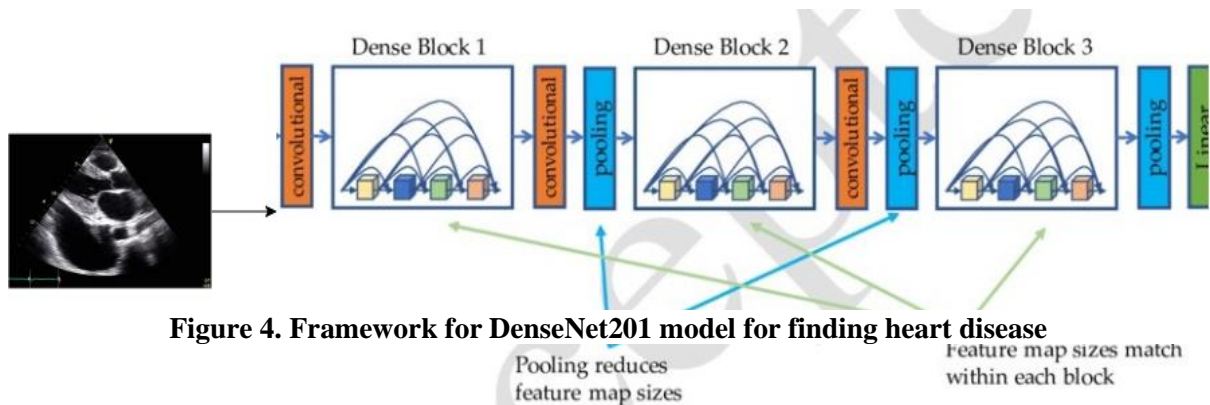 Dense Block 1
Dense Block 2
Dense Block 3
convolutional
convolutional
pooling
convolutional
pooling
pooling
Linear
Figure 4. Framework for DenseNet201 model for finding heart disease
Pooling reduces
feature map sizes
Feature map sizes match
within each block